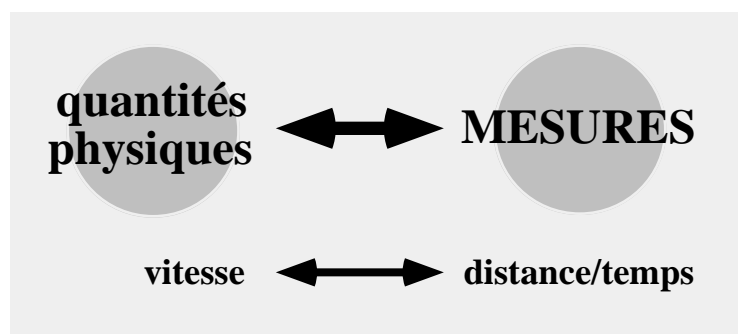 quantités
physiques
MESURES
vitesse
distance/temps